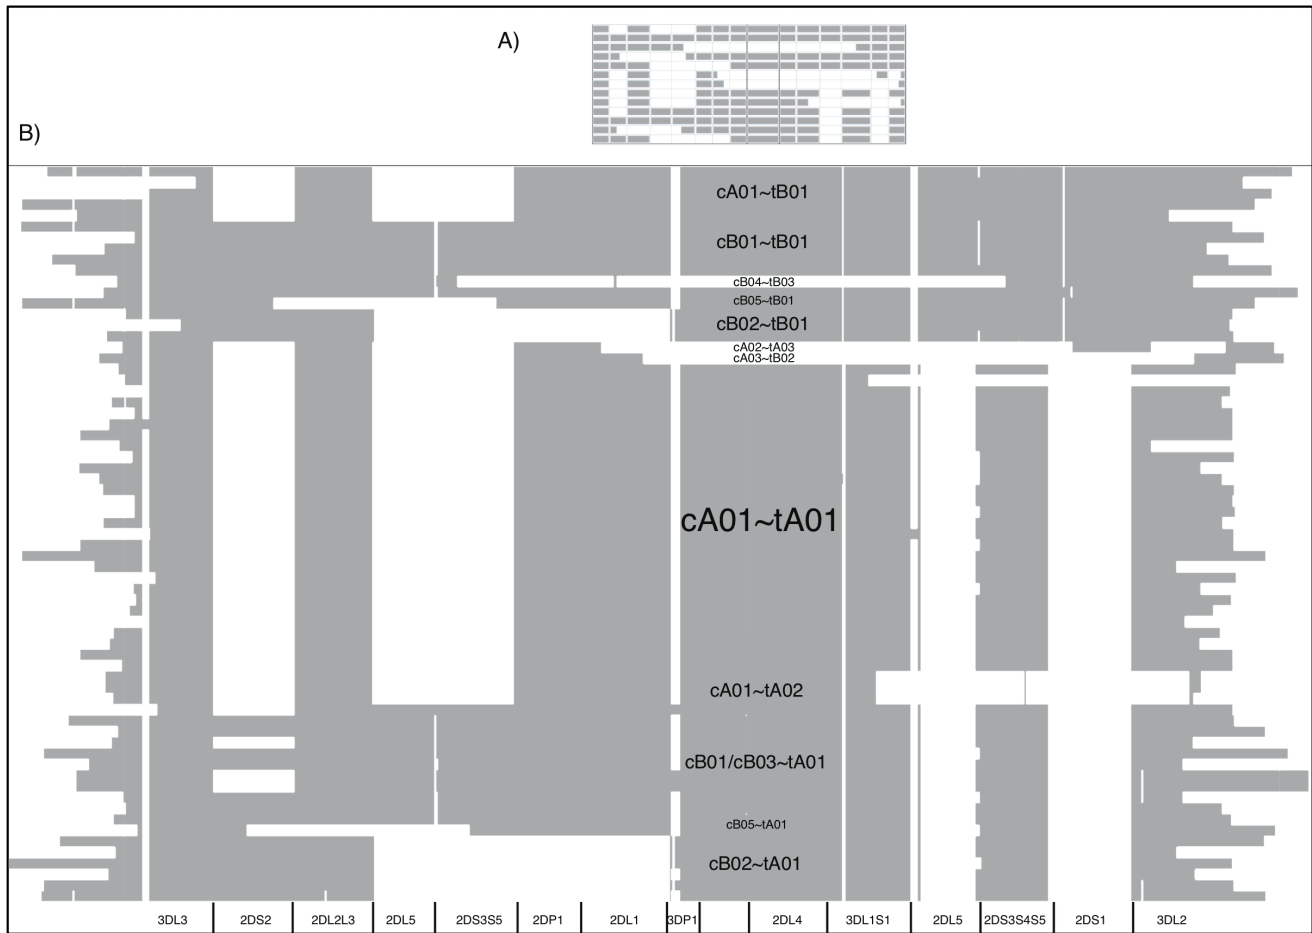 A)
B)
cA01~tB01
cB01~tB01
cB04~tB03
cB05~tB01
cB02~tB01
cA02~tA03
cA03~tB02
cA01~tA01
cA01~tA02
cB01/cB03~tA01
cB05~tA01
cB02~tA01
3DL3 2DS2 2DL2L3 2DL5 2DS3S5 2DP1 2DL1 3DP1 2DL4 3DL1S1 2DL5 2DS3S4S5 2DS1 3DL2